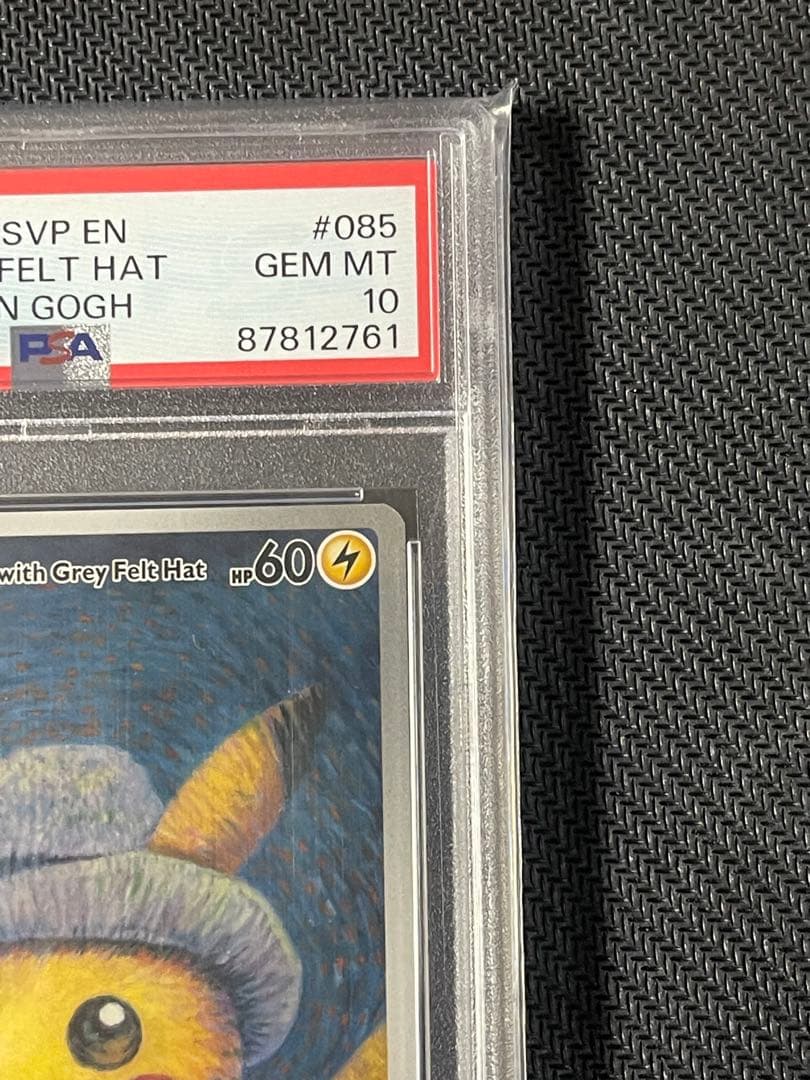 SVP EN #085
FELT HAT GEM MT
N GOGH 10
PSA 87812761
with Grey Felt Hat HP60